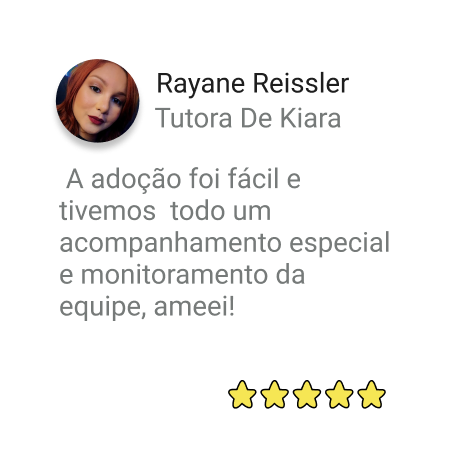 Rayane Reissler
Tutora De Kiara
A adoção foi fácil e
tivemos todo um
acompanhamento especial
e monitoramento da
equipe, ameei!